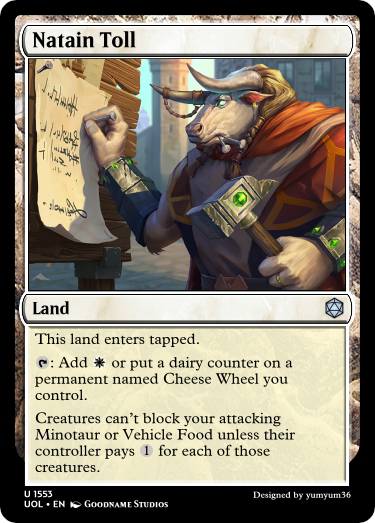 Natain Toll
Land
This land enters tapped.
: Add or put a dairy counter on a
permanent named Cheese Wheel you
control.
Creatures can't block your attacking
Minotaur or Vehicle Food unless their
controller pays 1 for each of those
creatures.
U 1553
UOL • EN Goodname Studios
Designed by yumyum36